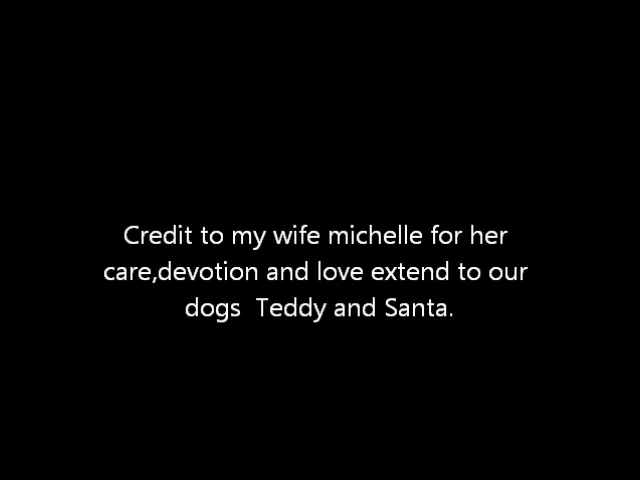 Credit to my wife michelle for her
care,devotion and love extend to our
dogs  Teddy and Santa.